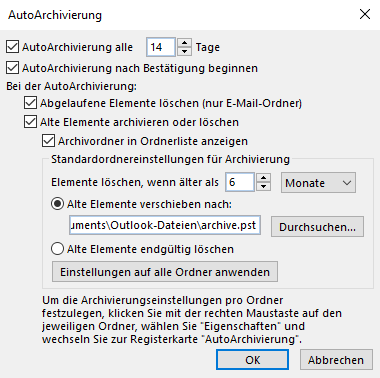 AutoArchivierung
AutoArchivierung alle 14 Tage
AutoArchivierung nach Bestätigung beginnen
Bei der AutoArchivierung:
Abgelaufene Elemente löschen (nur E-Mail-Ordner)
Alte Elemente archivieren oder löschen
Archivordner in Ordnerliste anzeigen
Standardordnereinstellungen für Archivierung
Elemente löschen, wenn älter als 6 Monate
Alte Elemente verschieben nach:
uments\Outlook-Dateien\archive.pst Durchsuchen...
Alte Elemente endgültig löschen
Einstellungen auf alle Ordner anwenden
Um die Archivierungseinstellungen pro Ordner
festzulegen, klicken Sie mit der rechten Maustaste auf den
jeweiligen Ordner, wählen Sie "Eigenschaften" und
wechseln Sie zur Registerkarte "AutoArchivierung".
OK Abbrechen